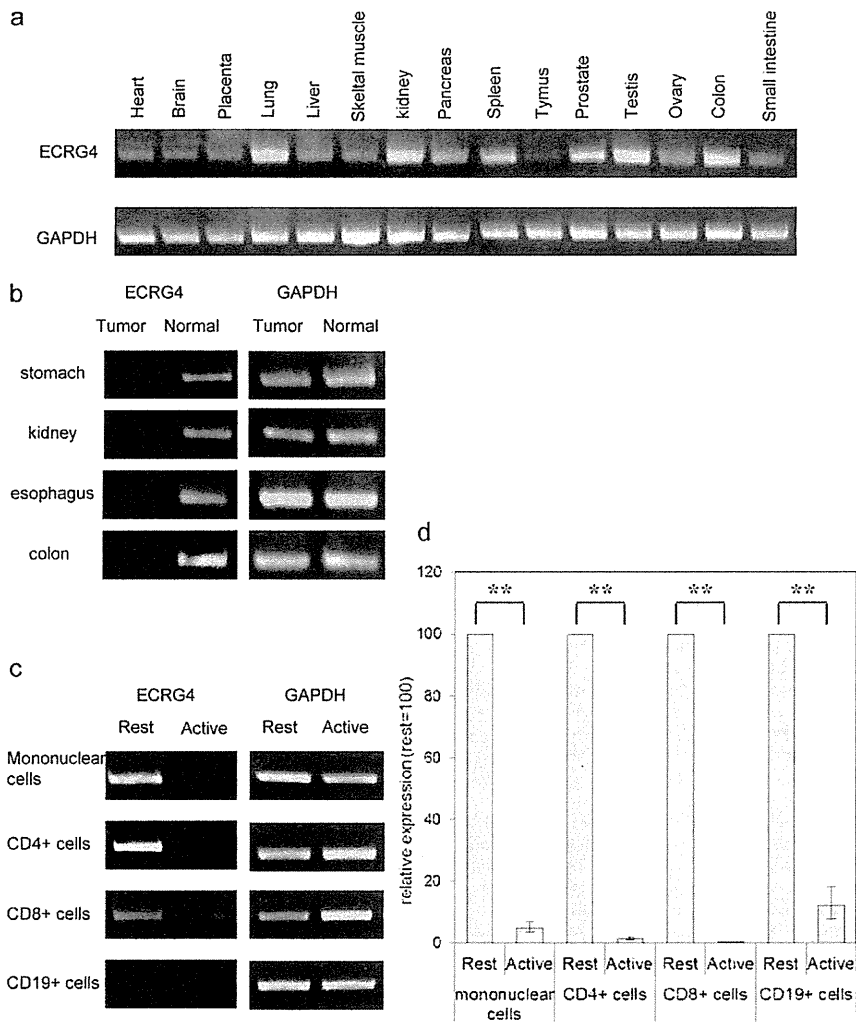 a
Heart Brain Placenta Lung Liver Skeltal muscle kidney Pancreas Spleen Tymus Prostate Testis Ovary Colon Small intestine
ECRG4
GAPDH
b
ECRG4 GAPDH
Tumor Normal Tumor Normal
stomach
kidney
esophagus
colon
c
ECRG4 GAPDH
Rest Active Rest Active
Mononuclear
cells
CD4+ cells
CD8+ cells
CD19+ cells
d
relative expression (rest=100)
120
100
80
60
40
20
0
** ** ** **
Rest Active Rest Active Rest Active Rest Active
mononuclear
cells
CD4+ cells CD8+ cells CD19+ cells